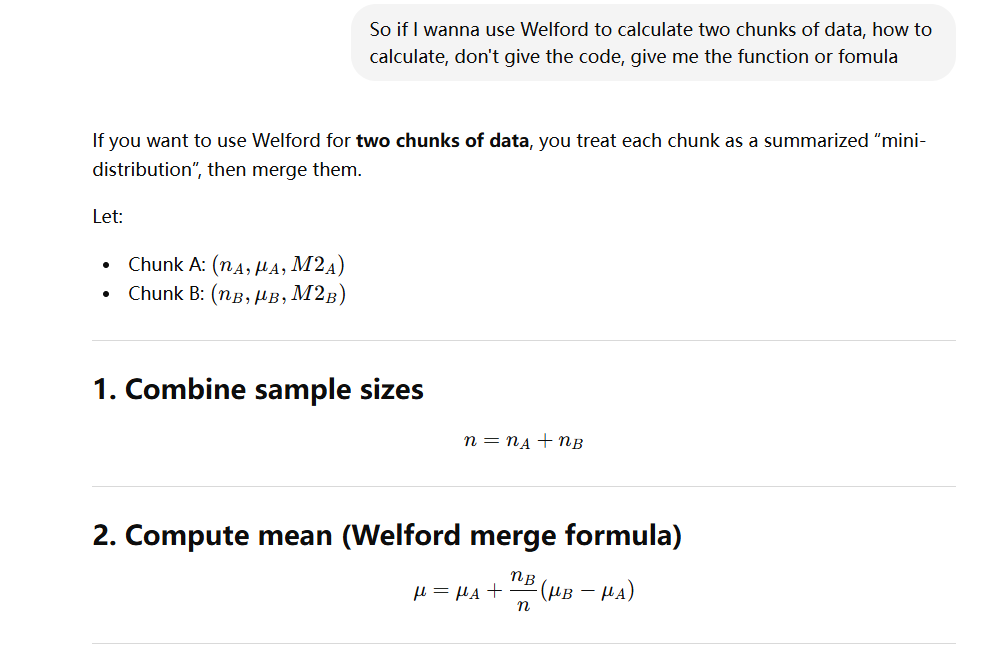 So if I wanna use Welford to calculate two chunks of data, how to
calculate, don't give the code, give me the function or fomula
If you want to use Welford for two chunks of data, you treat each chunk as a summarized “mini-
distribution”, then merge them.
Let:
• Chunk A: (n_A, μ_A, M2_A)
• Chunk B: (n_B, μ_B, M2_B)
1. Combine sample sizes
n = n_A + n_B
2. Compute mean (Welford merge formula)
μ = μ_A + \frac{n_B}{n}(μ_B − μ_A)